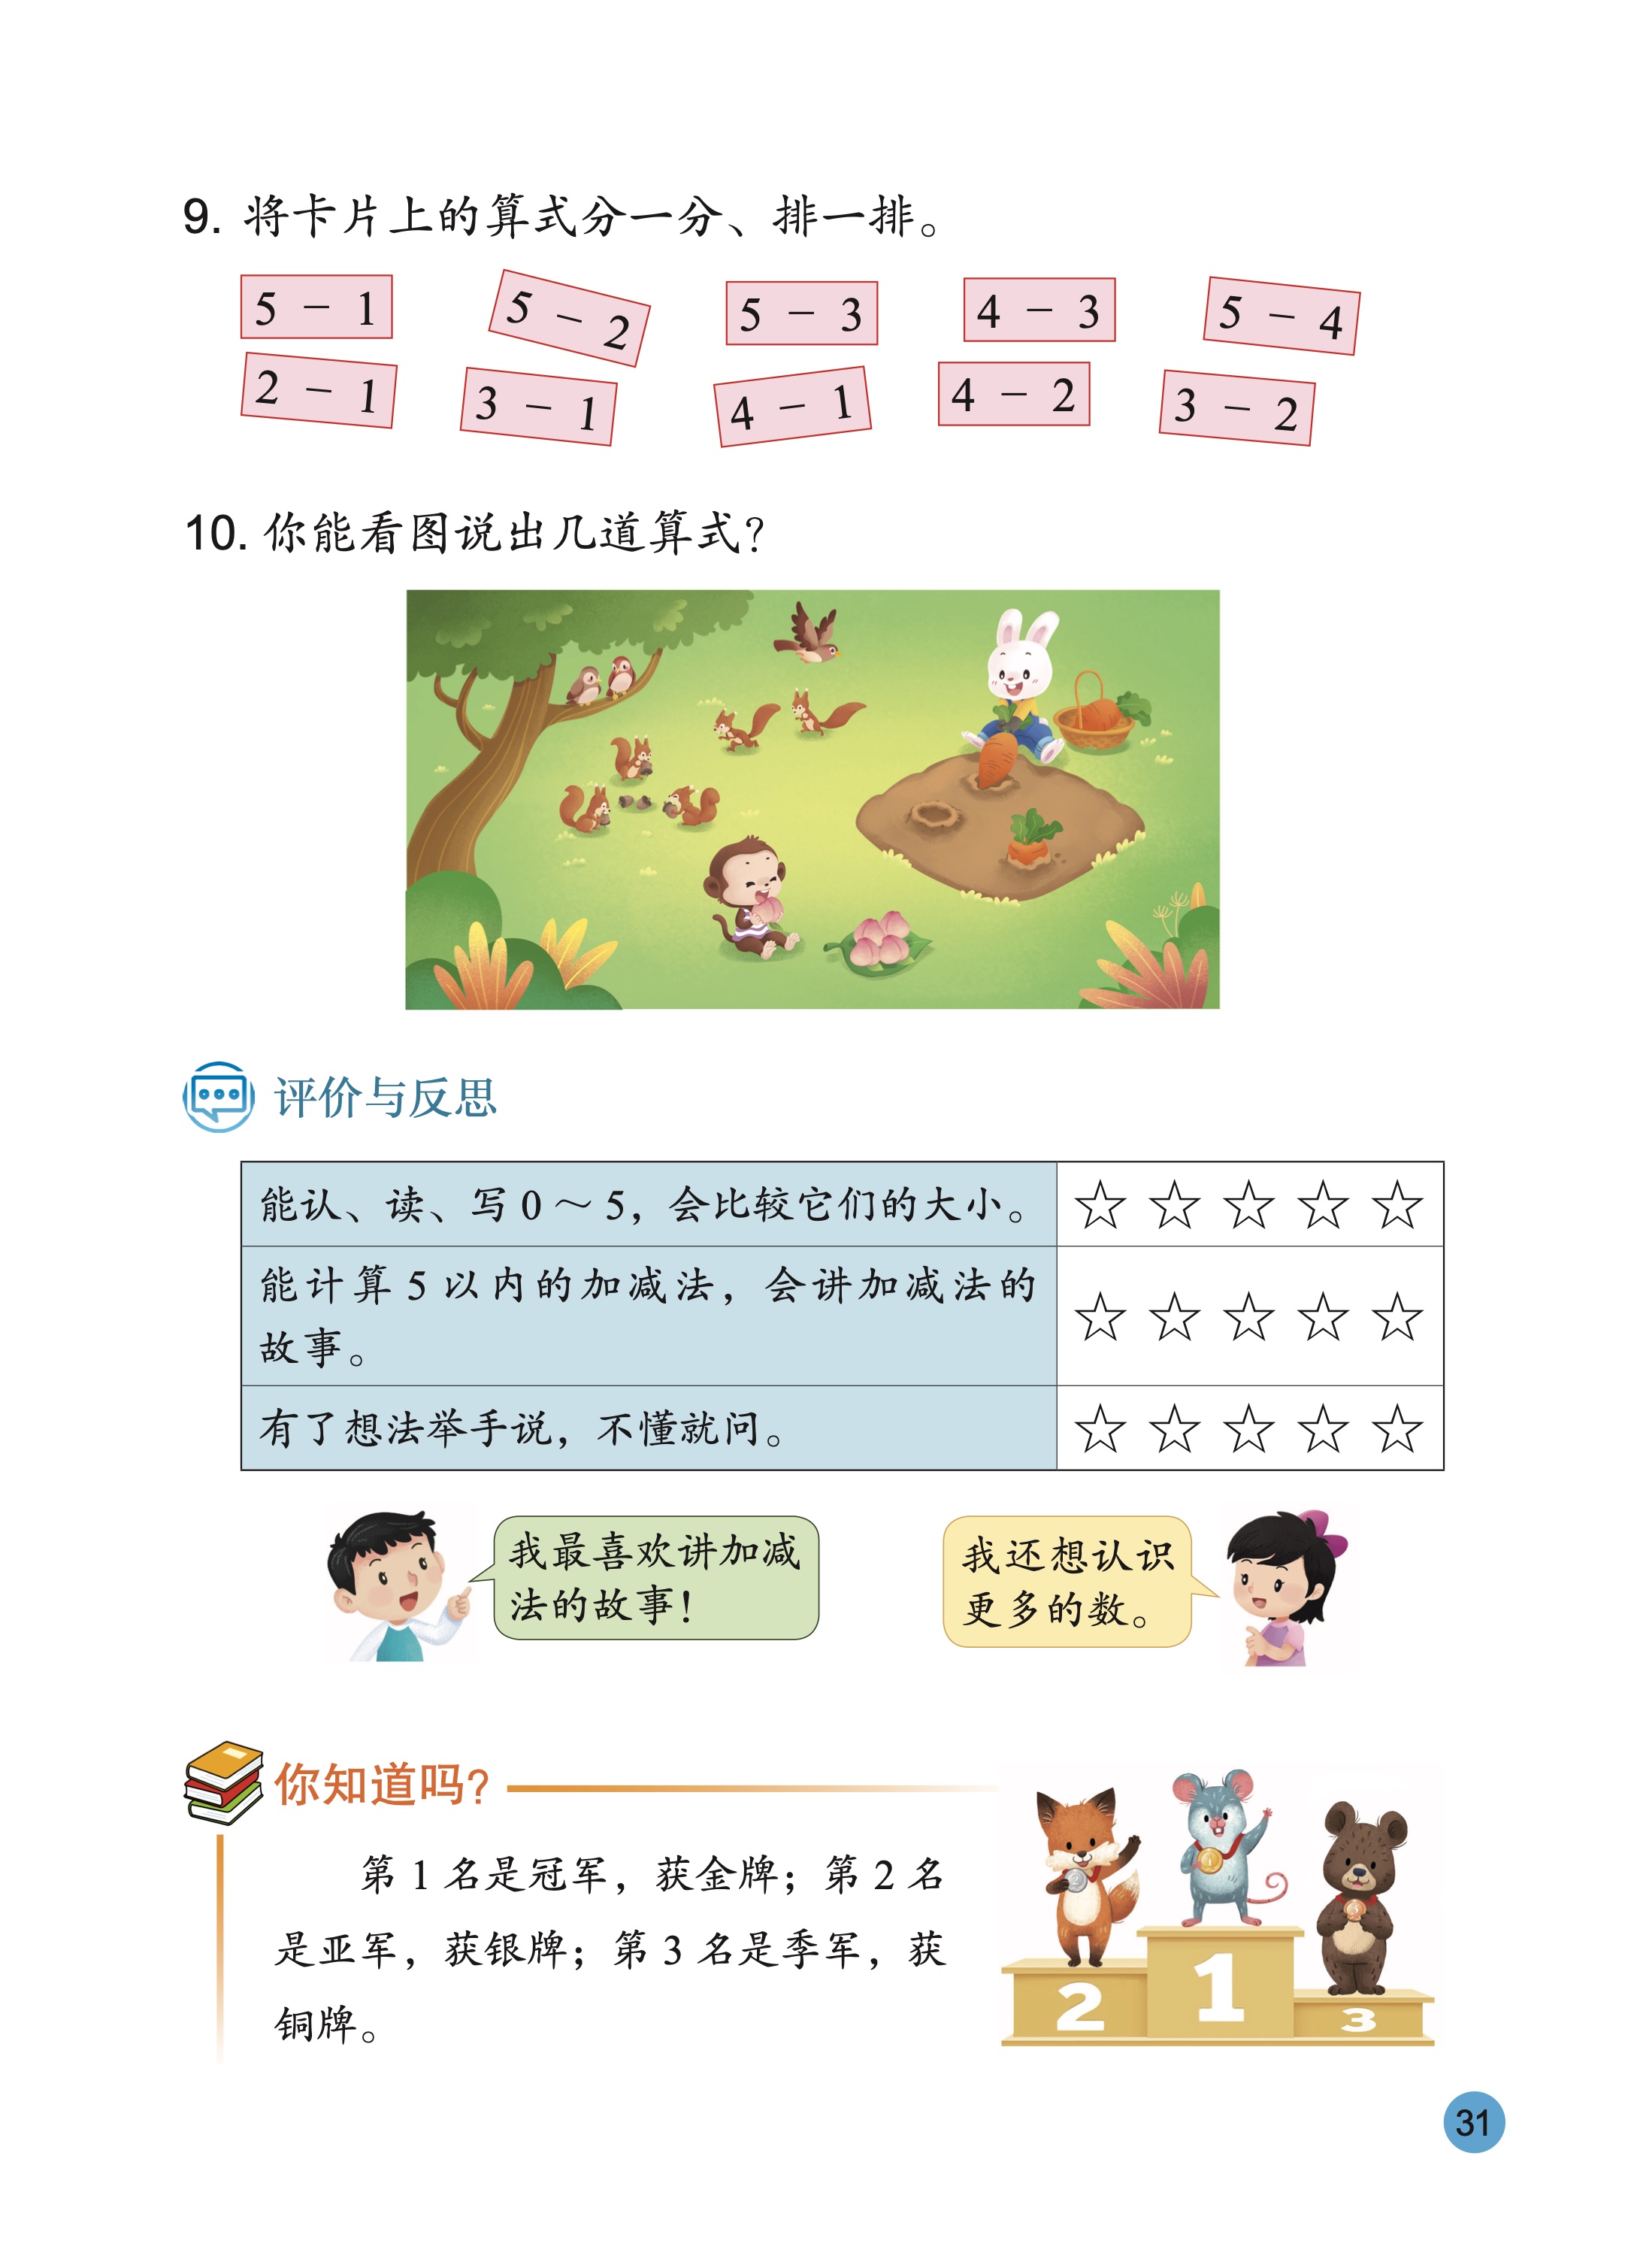 9. 将卡片上的算式分一分、排一排。
5 － 1
5 － 2
5 － 3
4 － 3
5 － 4
2 － 1
3 － 1
4 － 1
4 － 2
3 － 2
10. 你能看图说出几道算式？
评价与反思
能认、读、写 0 ～ 5，会比较它们的大小。 ☆ ☆ ☆ ☆ ☆
能计算 5 以内的加减法，会讲加减法的
故事。 ☆ ☆ ☆ ☆ ☆
有了想法举手说，不懂就问。 ☆ ☆ ☆ ☆ ☆
我最喜欢讲加减
法的故事！
我还想认识
更多的数。
你知道吗？
第 1 名是冠军，获金牌；第 2 名
是亚军，获银牌；第 3 名是季军，获
铜牌。
2
1
3
31